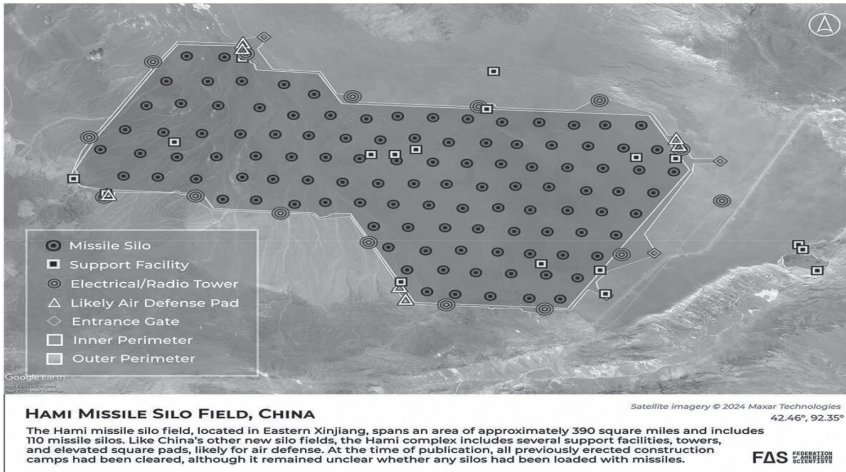 Missile Silo
Support Facility
Electrical/Radio Tower
Likely Air Defense Pad
Entrance Gate
Inner Perimeter
Outer Perimeter
Google Earth
HAMI MISSILE SILO FIELD, CHINA
Satellite imagery © 2024 Maxar Technologies
42.46°, 92.35°
The Hami missile silo field, located in Eastern Xinjiang, spans an area of approximately 390 square miles and includes
110 missile silos. Like China's other new silo fields, the Hami complex includes several support facilities, towers,
and elevated square pads, likely for air defense. At the time of publication, all previously erected construction
camps had been cleared, although it remained unclear whether any silos had been loaded with missiles.
FAS FEDERATION
OF AMERICAN
SCIENTISTS